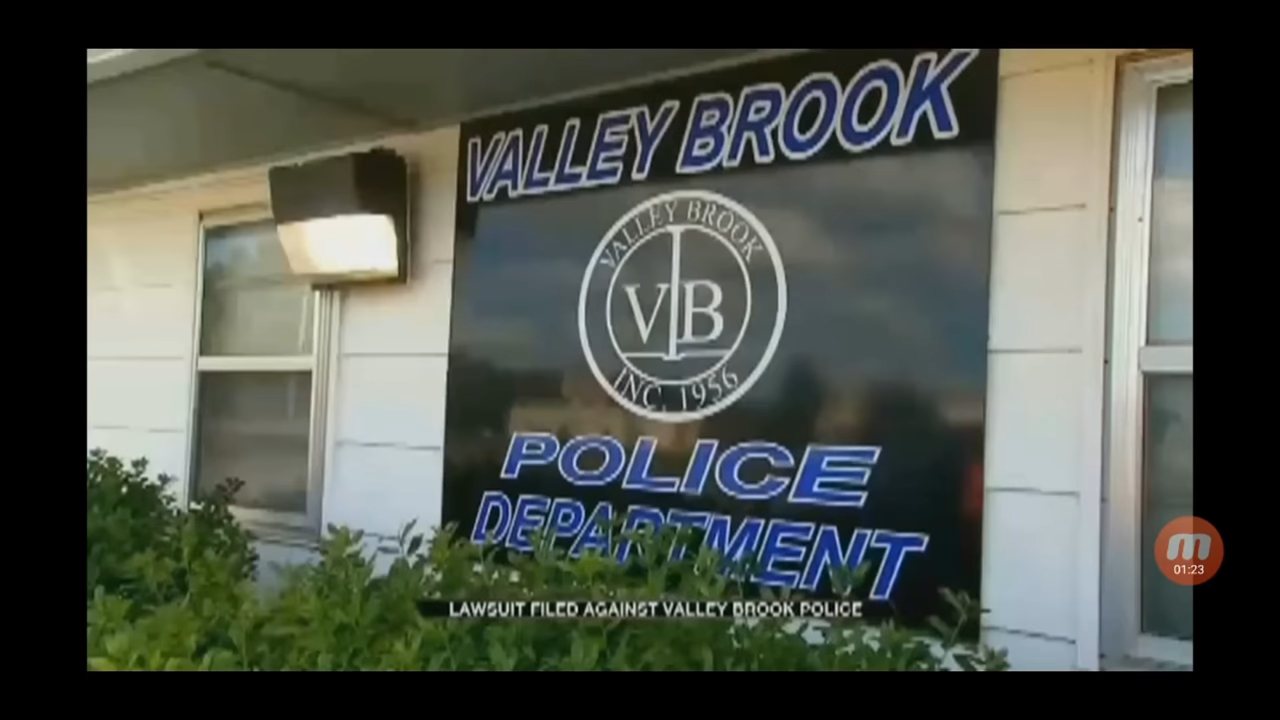 VALLEY BROOK
VALLEY BROOK
VB
INC. 1956
POLICE
DEPARTMENT
LAWSUIT FILED AGAINST VALLEY BROOK POLICE
m
01:23